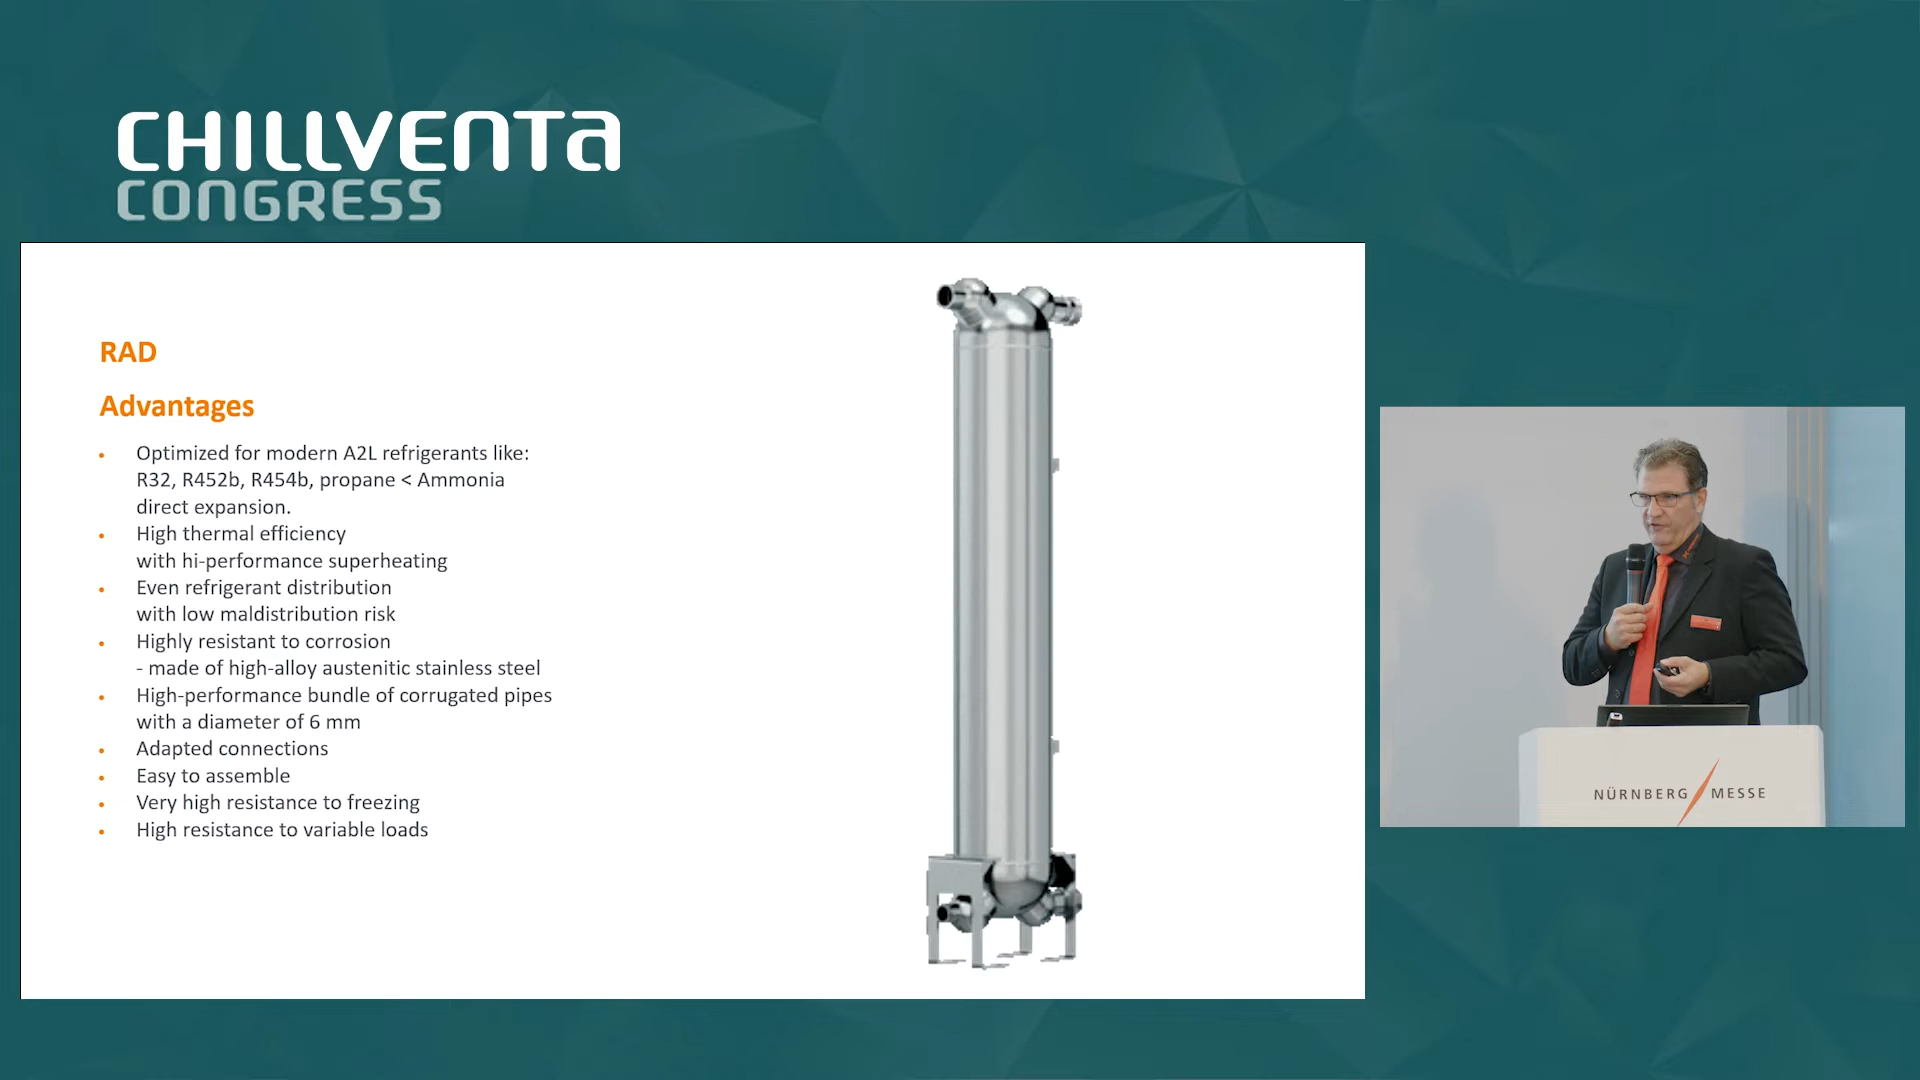 CHILLVENTA
CONGRESS
RAD
Advantages
• Optimized for modern A2L refrigerants like:
R32, R452b, R454b, propane < Ammonia
direct expansion.
• High thermal efficiency
with hi-performance superheating
• Even refrigerant distribution
with low maldistribution risk
• Highly resistant to corrosion
- made of high-alloy austenitic stainless steel
• High-performance bundle of corrugated pipes
with a diameter of 6 mm
• Adapted connections
• Easy to assemble
• Very high resistance to freezing
• High resistance to variable loads
NÜRNBERG MESSE